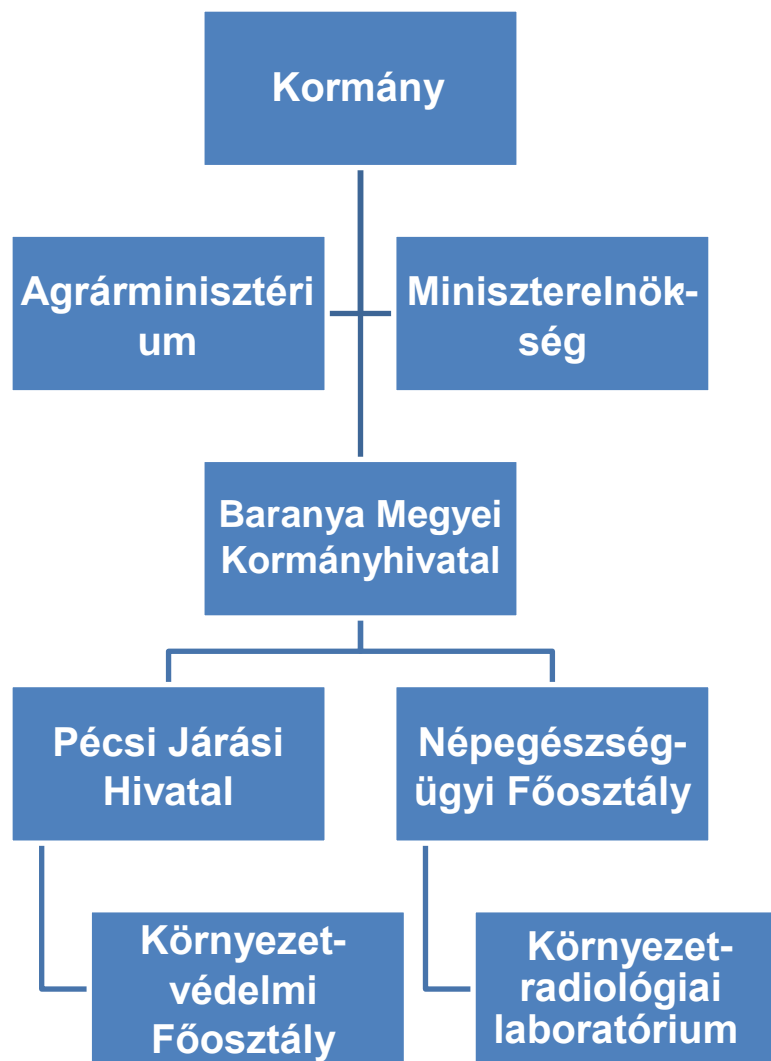 Kormány
Agrárminisztéri
um
Miniszterelnök-
ség
Baranya Megyei
Kormányhivatal
Pécsi Járási
Hivatal
Népegészség-
ügyi Főosztály
Környezet-
védelmi
Főosztály
Környezet-
radiológiai
laboratórium